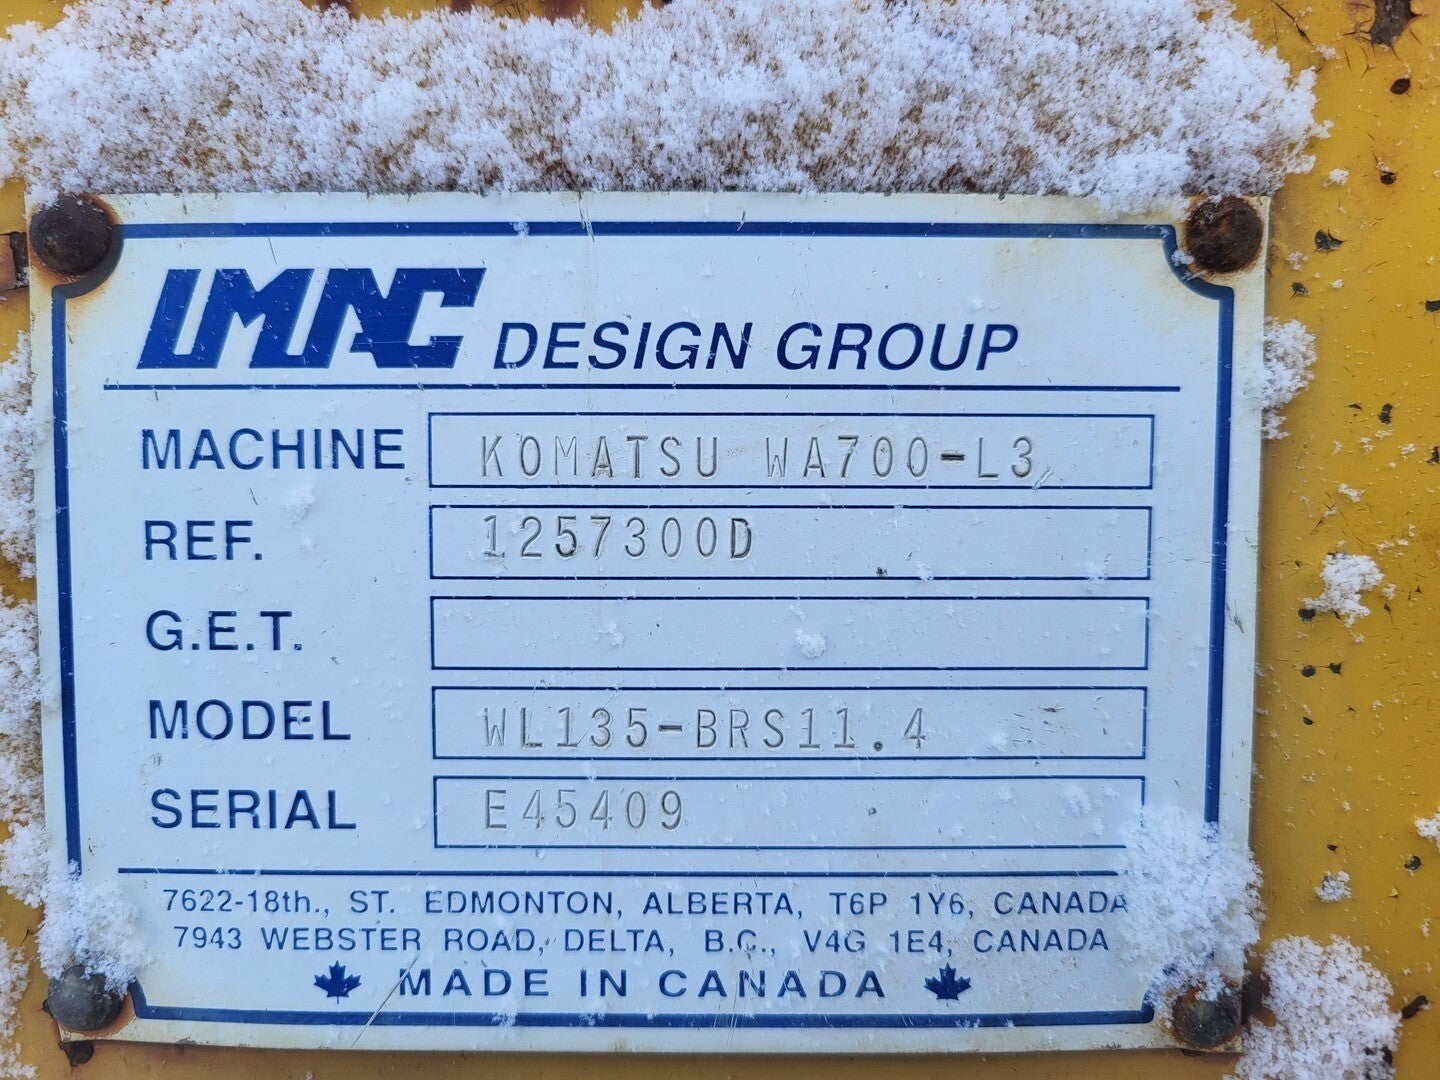 IMAC DESIGN GROUP
MACHINE KOMATSU WA700-L3
REF. 1257300D
G.E.T.
MODEL WL135-BRS11.4
SERIAL E45409
7622-18th., ST. EDMONTON, ALBERTA, T6P 1Y6, CANADA
7943 WEBSTER ROAD, DELTA, B.C., V4G 1E4, CANADA
MADE IN CANADA